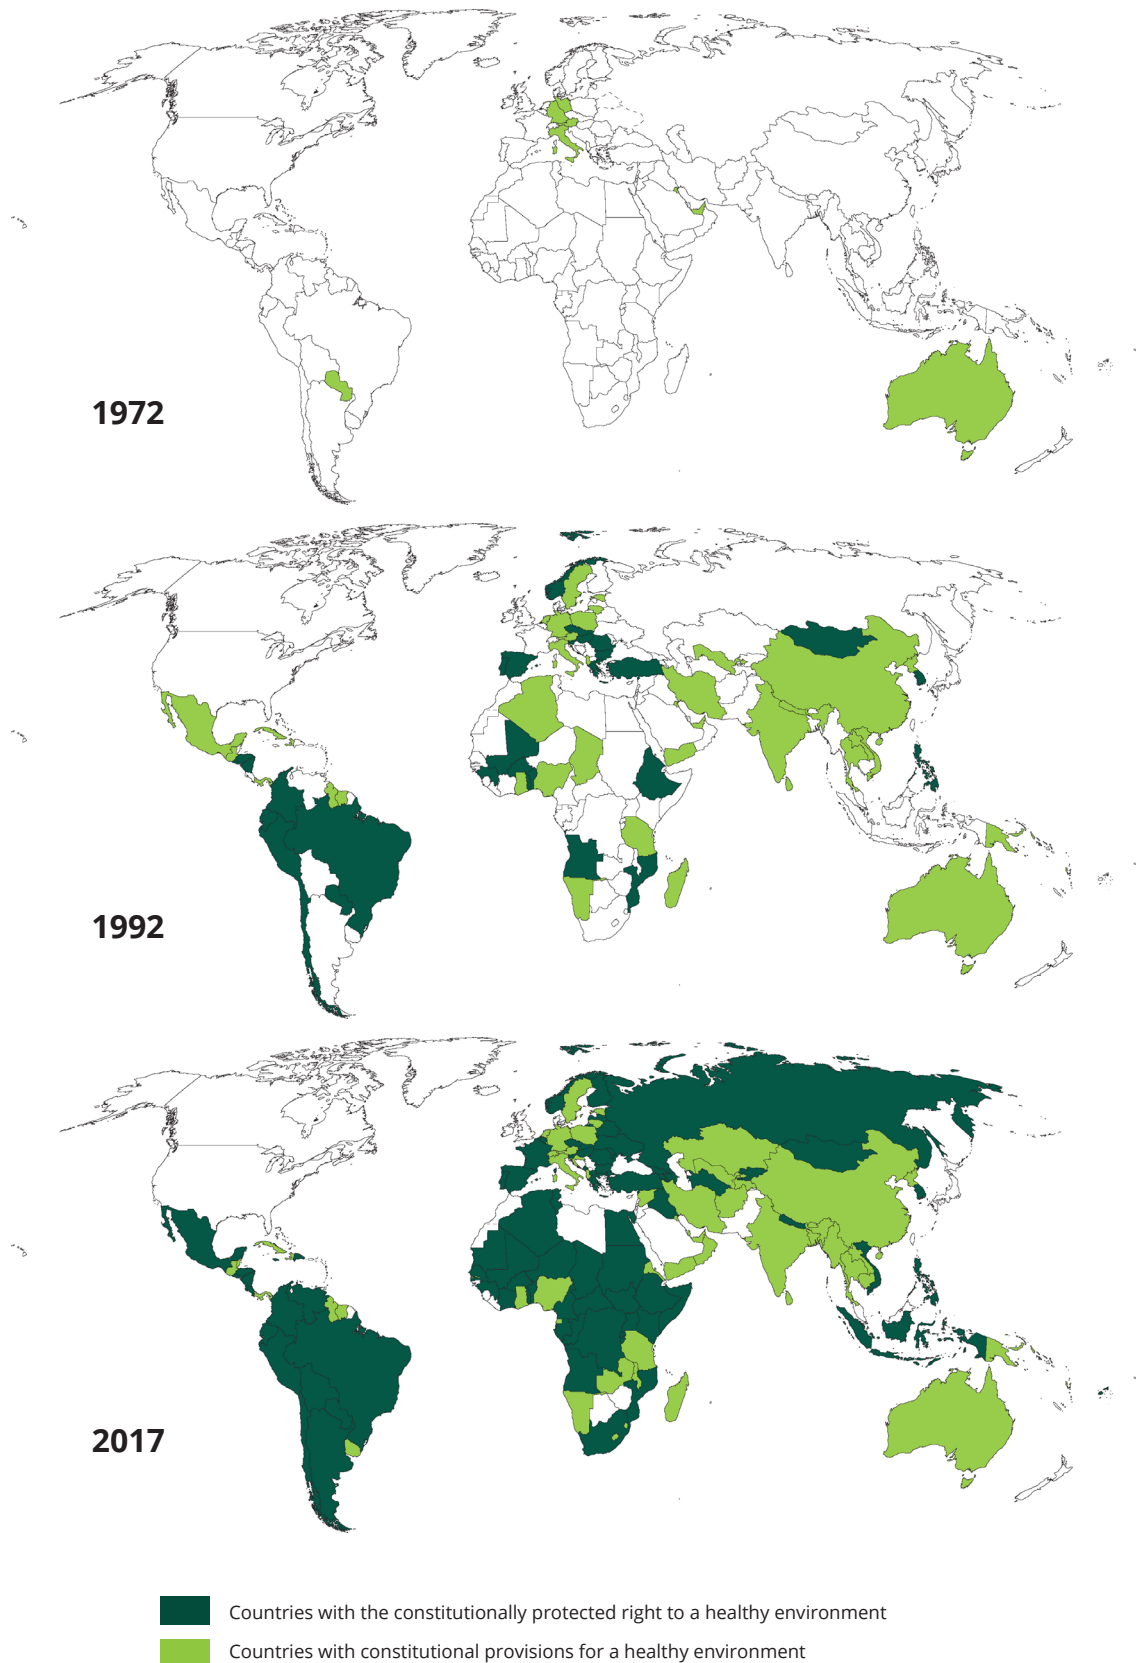 1972
1992
2017
Countries with the constitutionally protected right to a healthy environment
Countries with constitutional provisions for a healthy environment